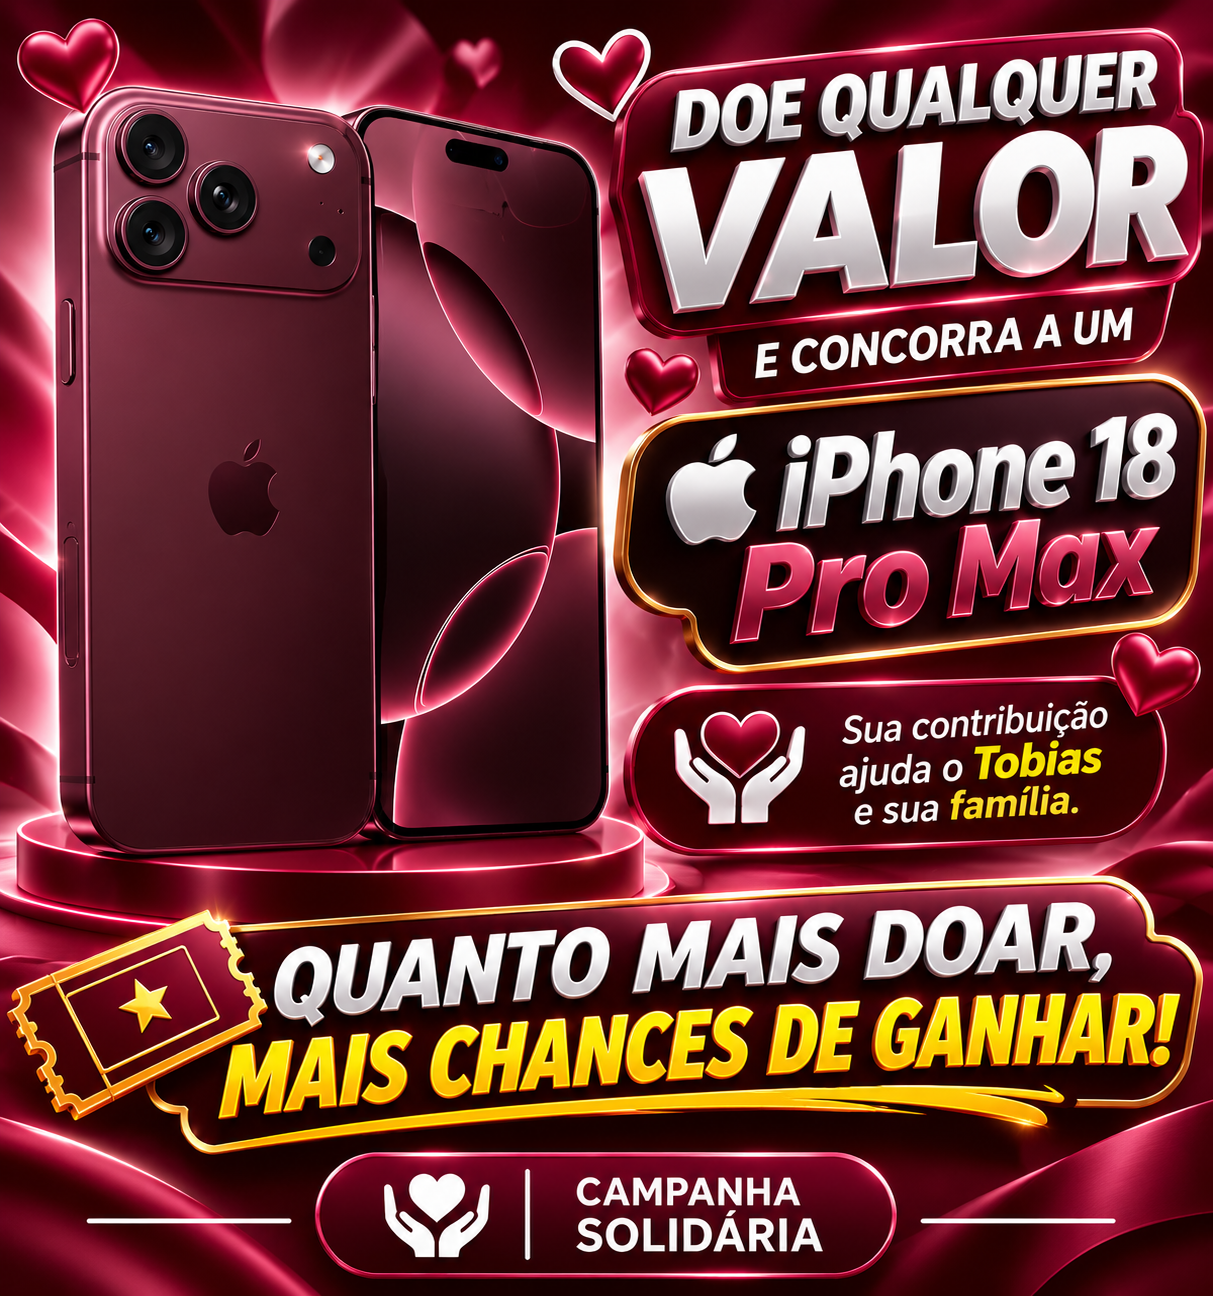 DOE QUALQUER
VALOR
E CONCORRA A UM
iPhone 18
Pro Max
Sua contribuição
ajuda o Tobias
e sua família.
QUANTO MAIS DOAR,
MAIS CHANCES DE GANHAR!
CAMPANHA
SOLIDÁRIA